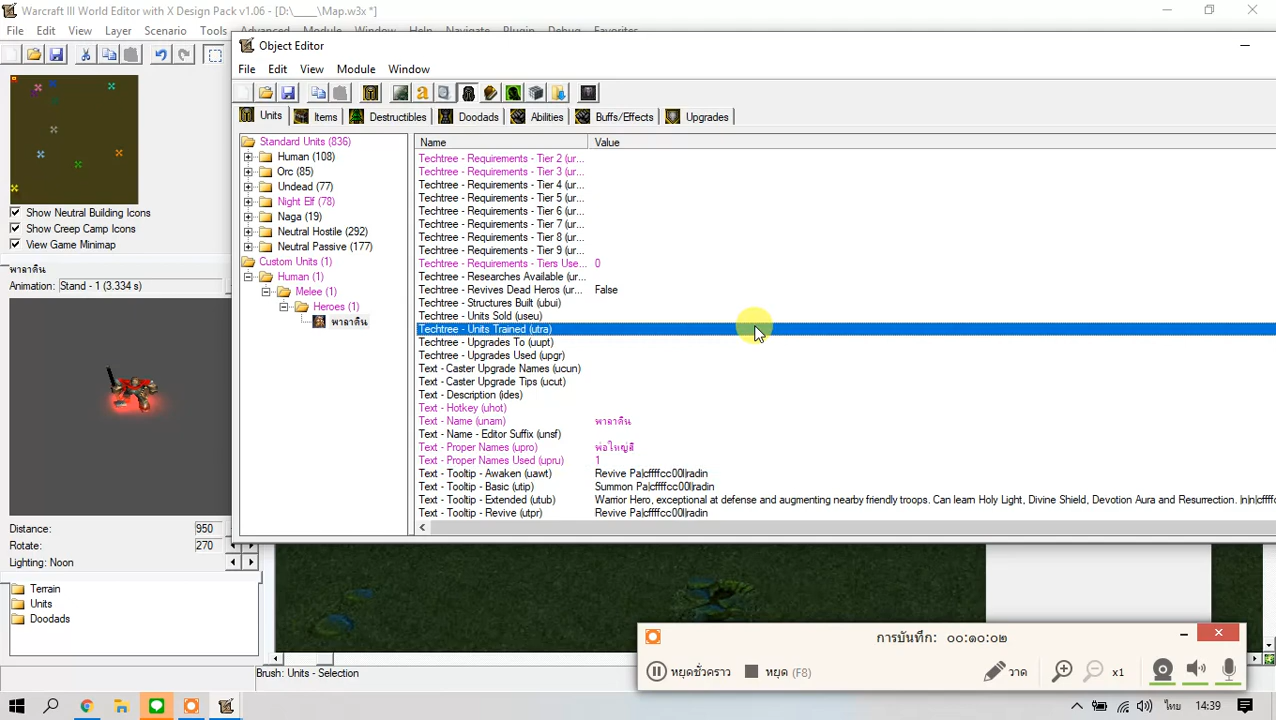 Warcraft III World Editor with X Design Pack v1.06 - [D:\____\Map.w3x *]
File Edit View Layer Scenario Tools Advanced Module Window Navigate Plugin Debug Favorites
Object Editor
File Edit View Module Window
Units Items Destructibles Doodads Abilities Buffs/Effects Upgrades
Standard Units (836)
Human (108)
Orc (85)
Undead (77)
Night Elf (78)
Naga (19)
Neutral Hostile (292)
Neutral Passive (177)
Custom Units (1)
Human (1)
Melee (1)
Heroes (1)
พาลาดิน
Name Value
Techtree - Requirements - Tier 2 (ur...
Techtree - Requirements - Tier 3 (ur...
Techtree - Requirements - Tier 4 (ur...
Techtree - Requirements - Tier 5 (ur...
Techtree - Requirements - Tier 6 (ur...
Techtree - Requirements - Tier 7 (ur...
Techtree - Requirements - Tier 8 (ur...
Techtree - Requirements - Tier 9 (ur...
Techtree - Requirements - Tiers Use... 0
Techtree - Researches Available (ur...
Techtree - Revives Dead Heros (ur... False
Techtree - Structures Built (ubui)
Techtree - Units Sold (useu)
Techtree - Units Trained (utra)
Techtree - Upgrades To (uupt)
Techtree - Upgrades Used (upgr)
Text - Caster Upgrade Names (ucun)
Text - Caster Upgrade Tips (ucut)
Text - Description (ides)
Text - Hotkey (uhot)
Text - Name (unam) พาลาดิน
Text - Name - Editor Suffix (unsf)
Text - Proper Names (upro) พ่อใหญ่สี
Text - Proper Names Used (upru) 1
Text - Tooltip - Awaken (uawt) Revive Pa|cffffcc00l|radin
Text - Tooltip - Basic (utip) Summon Pa|cffffcc00l|radin
Text - Tooltip - Extended (utub) Warrior Hero, exceptional at defense and augmenting nearby friendly troops. Can learn Holy Light, Divine Shield, Devotion Aura and Resurrection. |n|n|cffffc
Text - Tooltip - Revive (utpr) Revive Pa|cffffcc00l|radin
Show Neutral Building Icons
Show Creep Camp Icons
View Game Minimap
พาลาดิน
Animation: Stand - 1 (3.334 s)
Distance: 950
Rotate: 270
Lighting: Noon
Terrain
Units
Doodads
Brush: Units - Selection
การบันทึก: 00:10:02
หยุดชั่วคราว หยุด (F8) วาด x1
ไทย 14:39